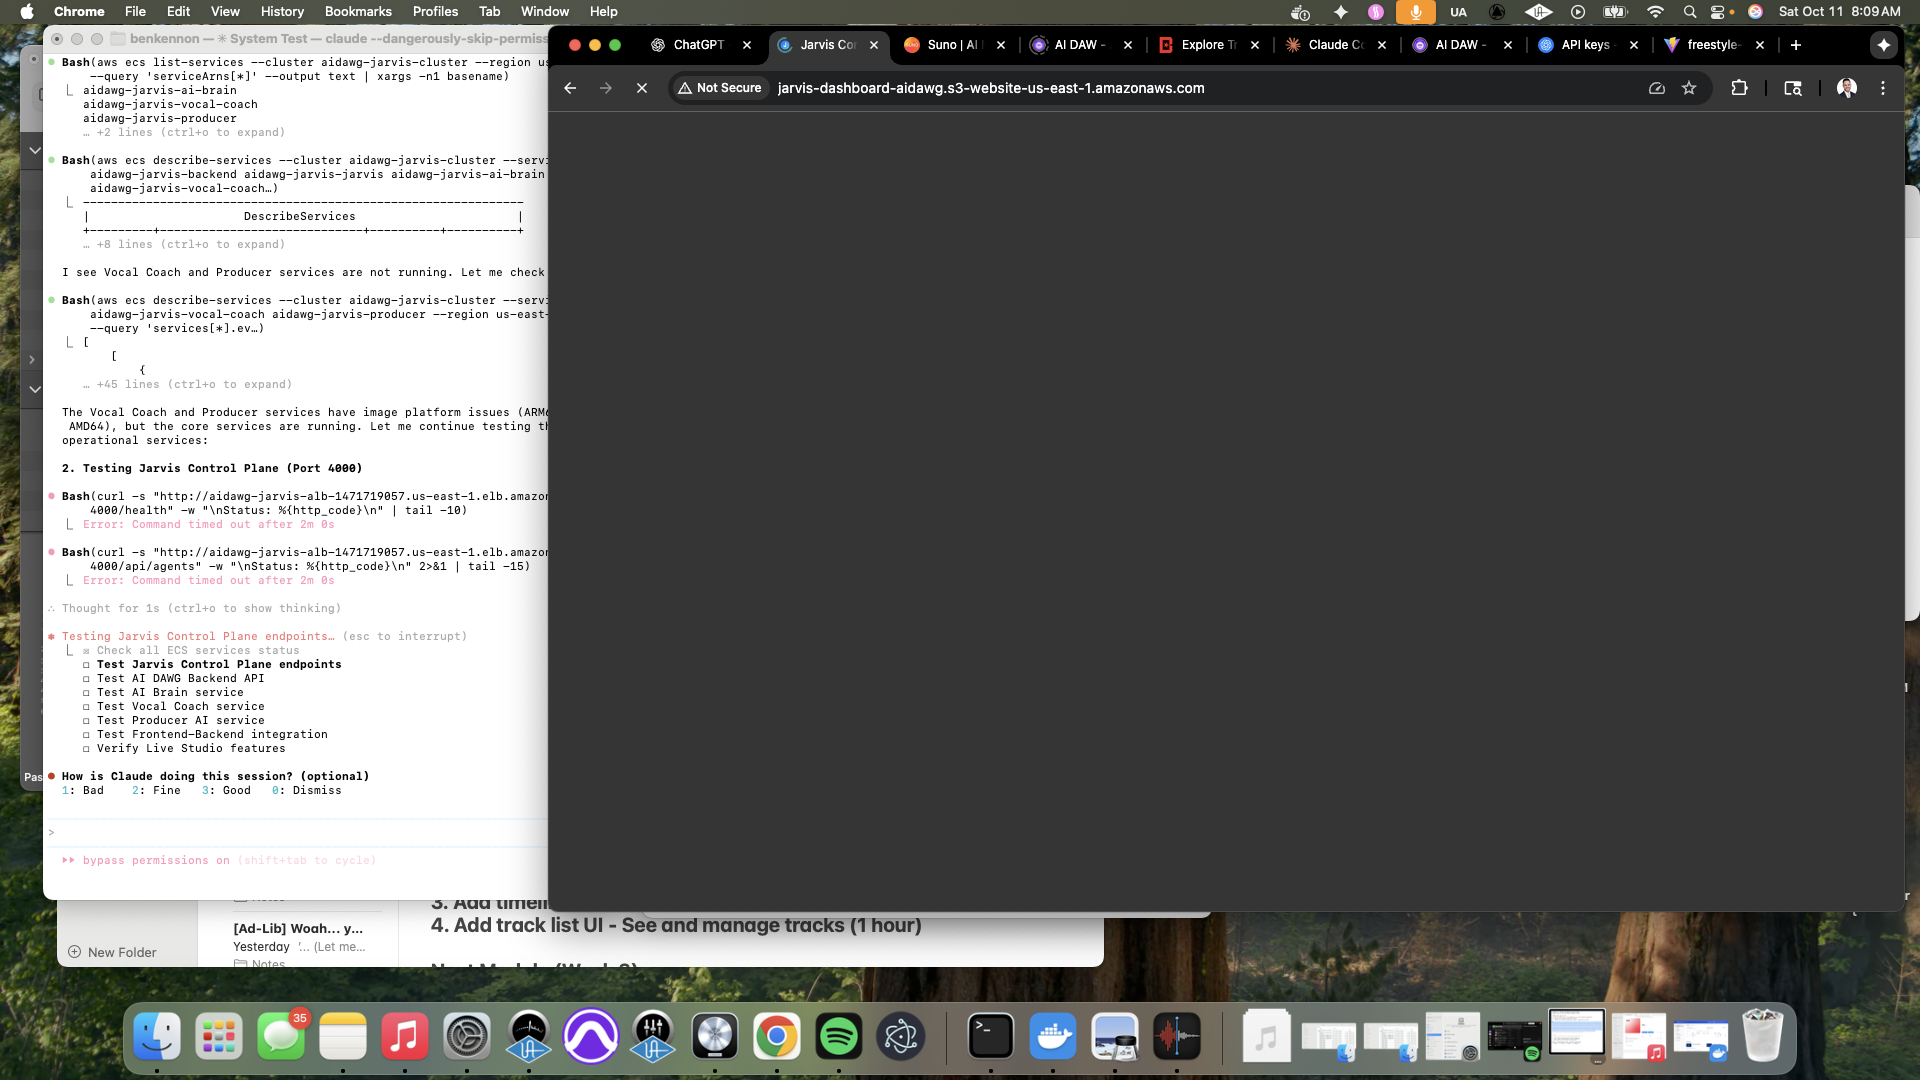 Chrome File Edit View History Bookmarks Profiles Tab Window Help
UA
Sat Oct 11 8:09 AM
benkennon — ✳ System Test — claude --dangerously-skip-permis
Bash(aws ecs list-services --cluster aidawg-jarvis-cluster --region us
--query 'serviceArns[*]' --output text | xargs -n1 basename)
aidawg-jarvis-ai-brain
aidawg-jarvis-vocal-coach
aidawg-jarvis-producer
… +2 lines (ctrl+o to expand)
Bash(aws ecs describe-services --cluster aidawg-jarvis-cluster --servi
aidawg-jarvis-backend aidawg-jarvis-jarvis aidawg-jarvis-ai-brain
aidawg-jarvis-vocal-coach…)
| DescribeServices |
… +8 lines (ctrl+o to expand)
I see Vocal Coach and Producer services are not running. Let me check
Bash(aws ecs describe-services --cluster aidawg-jarvis-cluster --servi
aidawg-jarvis-vocal-coach aidawg-jarvis-producer --region us-east-
--query 'services[*].ev…)
[
[
{
… +45 lines (ctrl+o to expand)
The Vocal Coach and Producer services have image platform issues (ARM
AMD64), but the core services are running. Let me continue testing th
operational services:
2. Testing Jarvis Control Plane (Port 4000)
Bash(curl -s "http://aidawg-jarvis-alb-1471719057.us-east-1.elb.amazon
4000/health" -w "\nStatus: %{http_code}\n" | tail -10)
Error: Command timed out after 2m 0s
Bash(curl -s "http://aidawg-jarvis-alb-1471719057.us-east-1.elb.amazon
4000/api/agents" -w "\nStatus: %{http_code}\n" 2>&1 | tail -15)
Error: Command timed out after 2m 0s
∴ Thought for 1s (ctrl+o to show thinking)
✱ Testing Jarvis Control Plane endpoints… (esc to interrupt)
☒ Check all ECS services status
☐ Test Jarvis Control Plane endpoints
☐ Test AI DAWG Backend API
☐ Test AI Brain service
☐ Test Vocal Coach service
☐ Test Producer AI service
☐ Test Frontend-Backend integration
☐ Verify Live Studio features
How is Claude doing this session? (optional)
1: Bad 2: Fine 3: Good 0: Dismiss
>
bypass permissions on (shift+tab to cycle)
Pas
ChatGPT
Jarvis Co
Suno | AI
AI DAW -
Explore Tr
Claude Co
AI DAW -
API keys -
freestyle-
Not Secure
jarvis-dashboard-aidawg.s3-website-us-east-1.amazonaws.com
3. Add timeli
4. Add track list UI - See and manage tracks (1 hour)
[Ad-Lib] Woah... y...
Yesterday '... (Let me...
Notes
New Folder
35